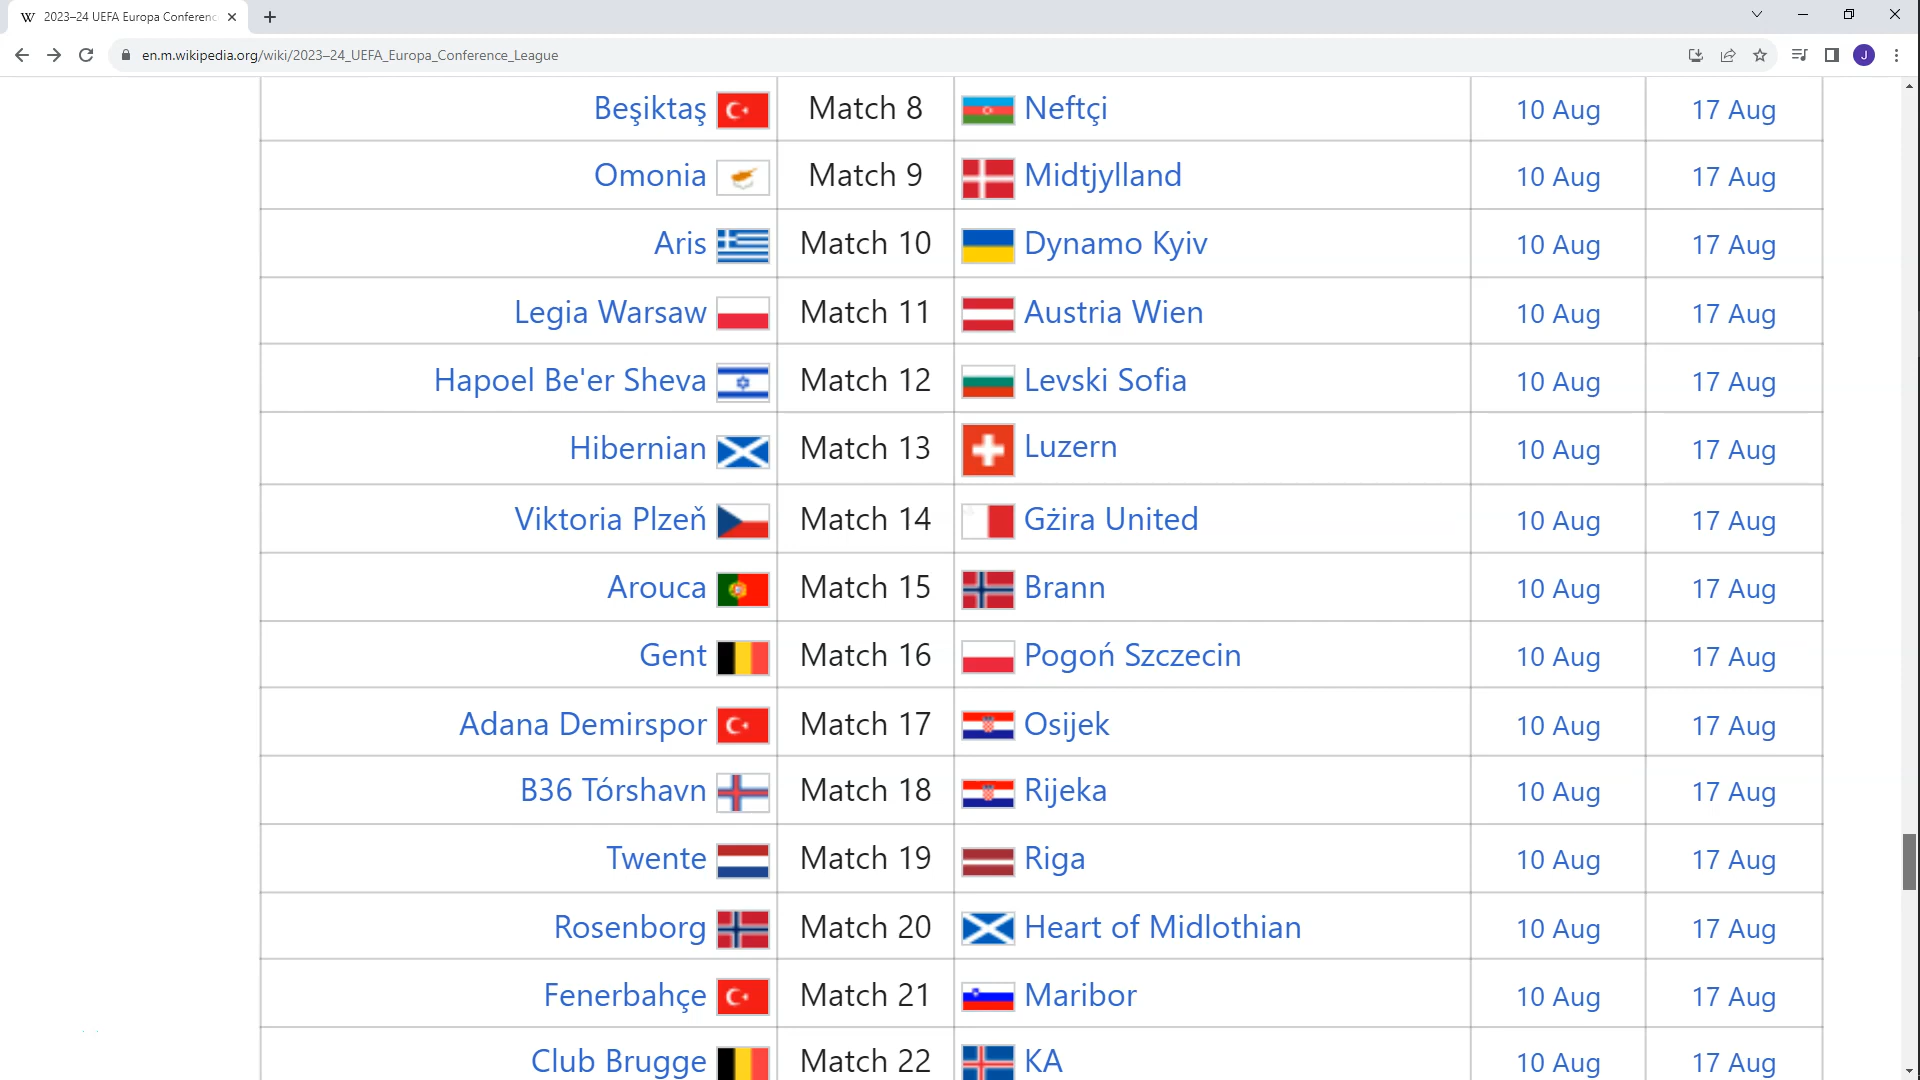 2023–24 UEFA Europa Conferenc
en.m.wikipedia.org/wiki/2023–24_UEFA_Europa_Conference_League
J
Beşiktaş Match 8 Neftçi 10 Aug 17 Aug
Omonia Match 9 Midtjylland 10 Aug 17 Aug
Aris Match 10 Dynamo Kyiv 10 Aug 17 Aug
Legia Warsaw Match 11 Austria Wien 10 Aug 17 Aug
Hapoel Be'er Sheva Match 12 Levski Sofia 10 Aug 17 Aug
Hibernian Match 13 Luzern 10 Aug 17 Aug
Viktoria Plzeň Match 14 Gżira United 10 Aug 17 Aug
Arouca Match 15 Brann 10 Aug 17 Aug
Gent Match 16 Pogoń Szczecin 10 Aug 17 Aug
Adana Demirspor Match 17 Osijek 10 Aug 17 Aug
B36 Tórshavn Match 18 Rijeka 10 Aug 17 Aug
Twente Match 19 Riga 10 Aug 17 Aug
Rosenborg Match 20 Heart of Midlothian 10 Aug 17 Aug
Fenerbahçe Match 21 Maribor 10 Aug 17 Aug
Club Brugge Match 22 KA 10 Aug 17 Aug